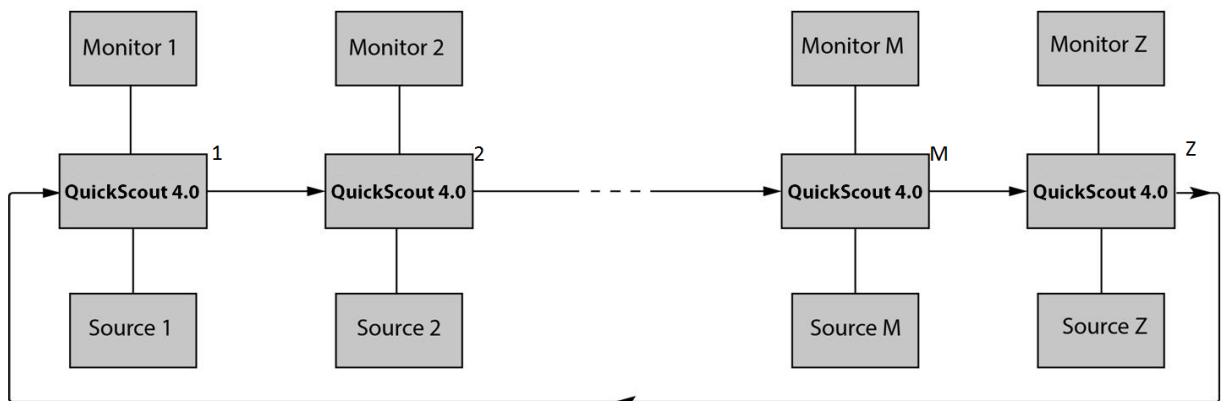 Monitor 1
Monitor 2
Monitor M
Monitor Z
1
2
M
Z
QuickScout 4.0
QuickScout 4.0
QuickScout 4.0
QuickScout 4.0
Source 1
Source 2
Source M
Source Z